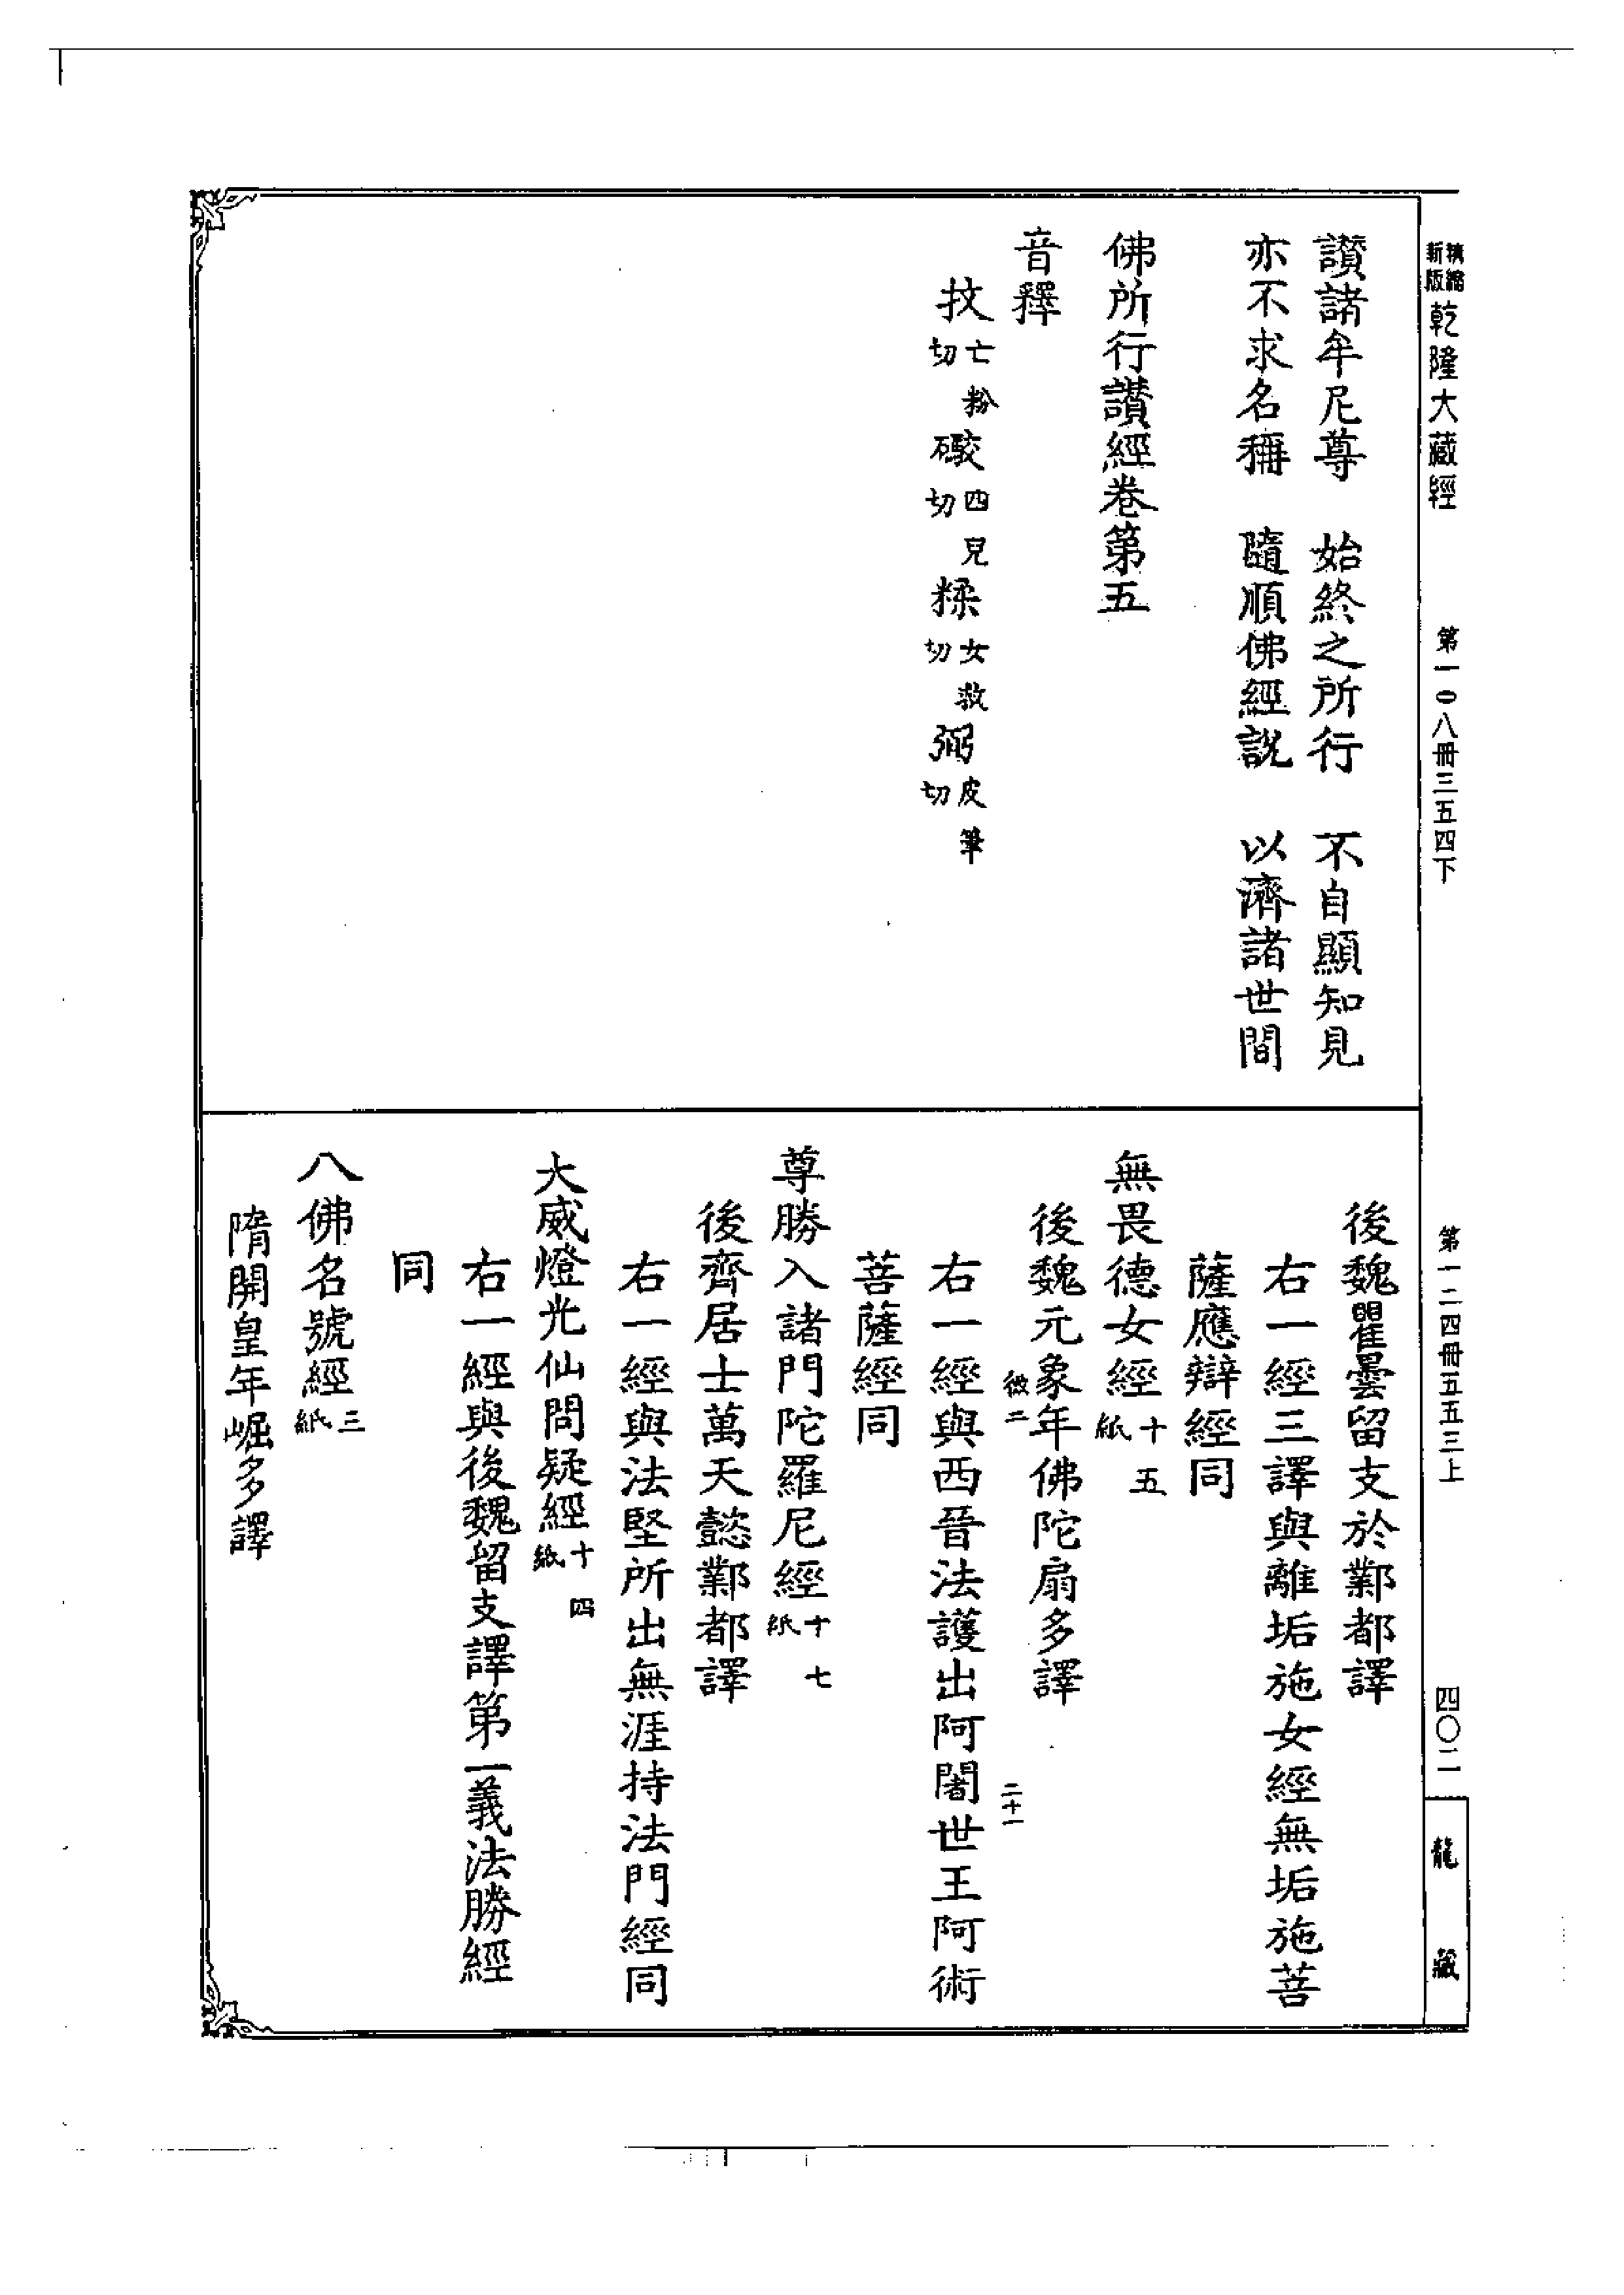 精縮新版 乾隆大藏經 第一〇八冊三五四下
讚諸牟尼尊 始終之所行 不自顯知見
亦不求名稱 隨順佛經說 以濟諸世間
佛所行讚經卷第五
音釋
抆亡粉切 礮四皃切 糅女救切 弼皮筆切
第一二四冊五五三上 四〇二 龍藏
後魏瞿曇留支於鄴都譯
右一經三譯與離垢施女經無垢施菩
薩應辯經同
無畏德女經十五紙
後魏元象年佛陀扇多譯
微二 二十一
右一經與西晉法護出阿闍世王阿術
菩薩經同
尊勝入諸門陀羅尼經十七紙
後齊居士萬天懿鄴都譯
右一經與法堅所出無涯持法門經同
大威燈光仙問疑經十四紙
右一經與後魏留支譯第一義法勝經
同
八佛名號經三紙
隋開皇年崛多譯